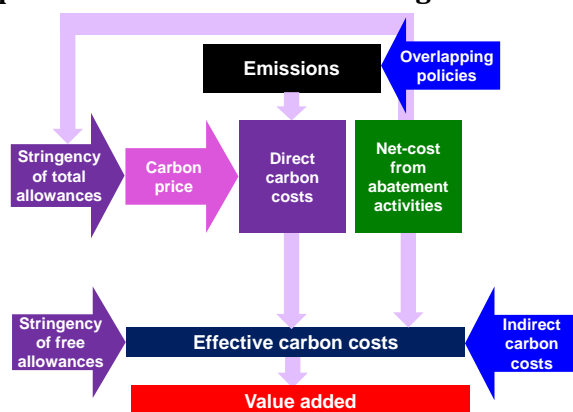 Emissions
Overlapping
policies
Stringency
of total
allowances
Carbon
price
Direct
carbon
costs
Net-cost
from
abatement
activities
Stringency
of free
allowances
Effective carbon costs
Indirect
carbon
costs
Value added